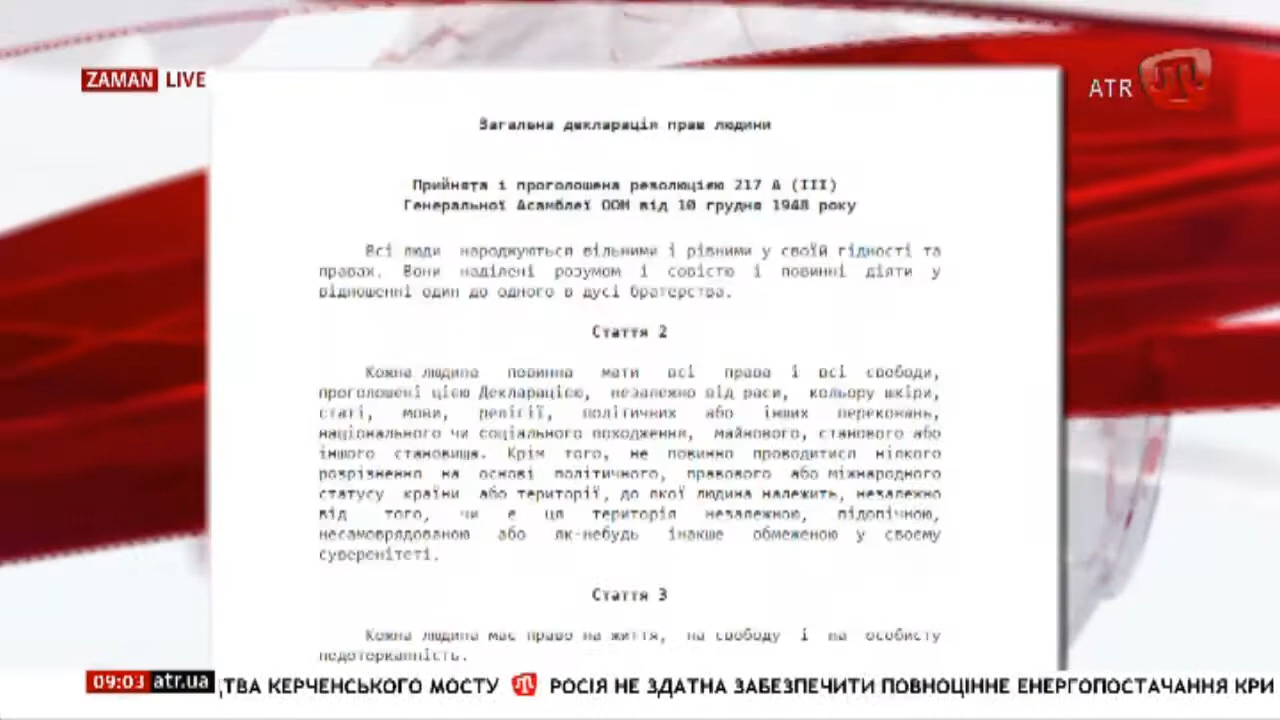 ZAMAN LIVE
ATR
Загальна декларація прав людини
Прийнята і проголошена резолюцією 217 А (III)
Генеральної Асамблеї ООН від 10 грудня 1948 року
Всі люди народжуються вільними і рівними у своїй гідності та
правах. Вони наділені розумом і совістю і повинні діяти у
відношенні один до одного в дусі братерства.
Стаття 2
Кожна людина повинна мати всі права і всі свободи,
проголошені цією Декларацією, незалежно від раси, кольору шкіри,
статі, мови, релігії, політичних або інших переконань,
національного чи соціального походження, майнового, станового або
іншого становища. Крім того, не повинно проводитися ніякого
розрізнення на основі політичного, правового або міжнародного
статусу країни або території, до якої людина належить, незалежно
від того, чи є ця територія незалежною, підопічною,
несамоврядованою або як-небудь інакше обмеженою у своєму
суверенітеті.
Стаття 3
Кожна людина має право на життя, на свободу і на особисту
недоторканність.
09:03 atr.ua ДТВА КЕРЧЕНСЬКОГО МОСТУ РОСІЯ НЕ ЗДАТНА ЗАБЕЗПЕЧИТИ ПОВНОЦІННЕ ЕНЕРГОПОСТАЧАННЯ КРИ